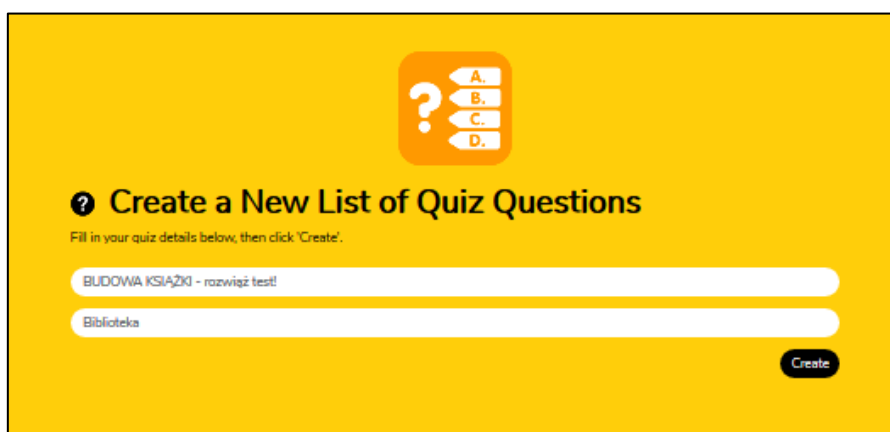 ?
A.
B.
C.
D.
? Create a New List of Quiz Questions
Fill in your quiz details below, then click 'Create'.
BUDOWA KSIĄŻKI - rozwiąż test!
Biblioteka
Create